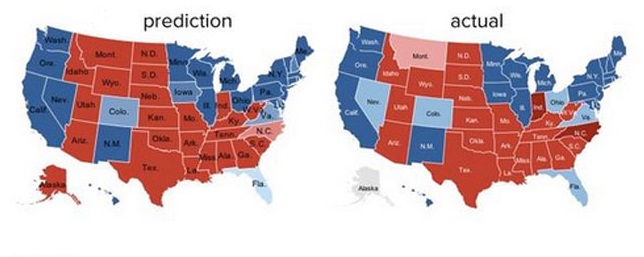 prediction
Wash.
Mont.
N.D.
Minn
Me.
Ore.
Idaho
S.D.
Wis.
N.Y
Wyo.
Mich
Iowa
Pa.
Neb.
Nev
Utah
Colo.
Ill.
Ind.
Ohio
W.V.
Va.
Calif.
Kan.
Mo.
Ky.
N.C.
Tenn.
Ariz.
N.M.
Okla.
Ark.
S.C.
Miss
Ala.
Ga.
Tex.
La.
Alaska
Fla.
actual
Wash.
Mont.
N.D.
Minn
Me.
Ore.
Idaho
S.D.
Wis.
N.Y.
Wyo.
Mich
Iowa
Pa.
Neb.
Nev.
Utah
Colo.
Ill.
Ind.
Ohio
W.V.
Va.
Calif.
Kan.
Mo.
Ky.
N.C.
Tenn.
Ariz.
N.M.
Okla.
Ark.
S.C.
Miss.
Ala.
Ga.
Tex.
La.
Alaska
Fla.